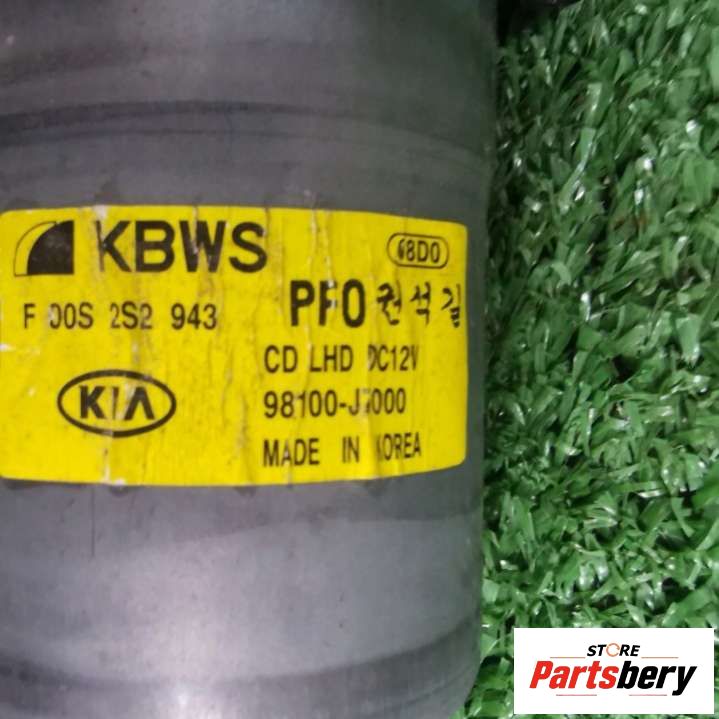 KBWS
68D0
F 00S 2S2 943
PFO 권석길
CD LHD DC12V
KIA
98100-J7000
MADE IN KOREA
STORE
Partsbery